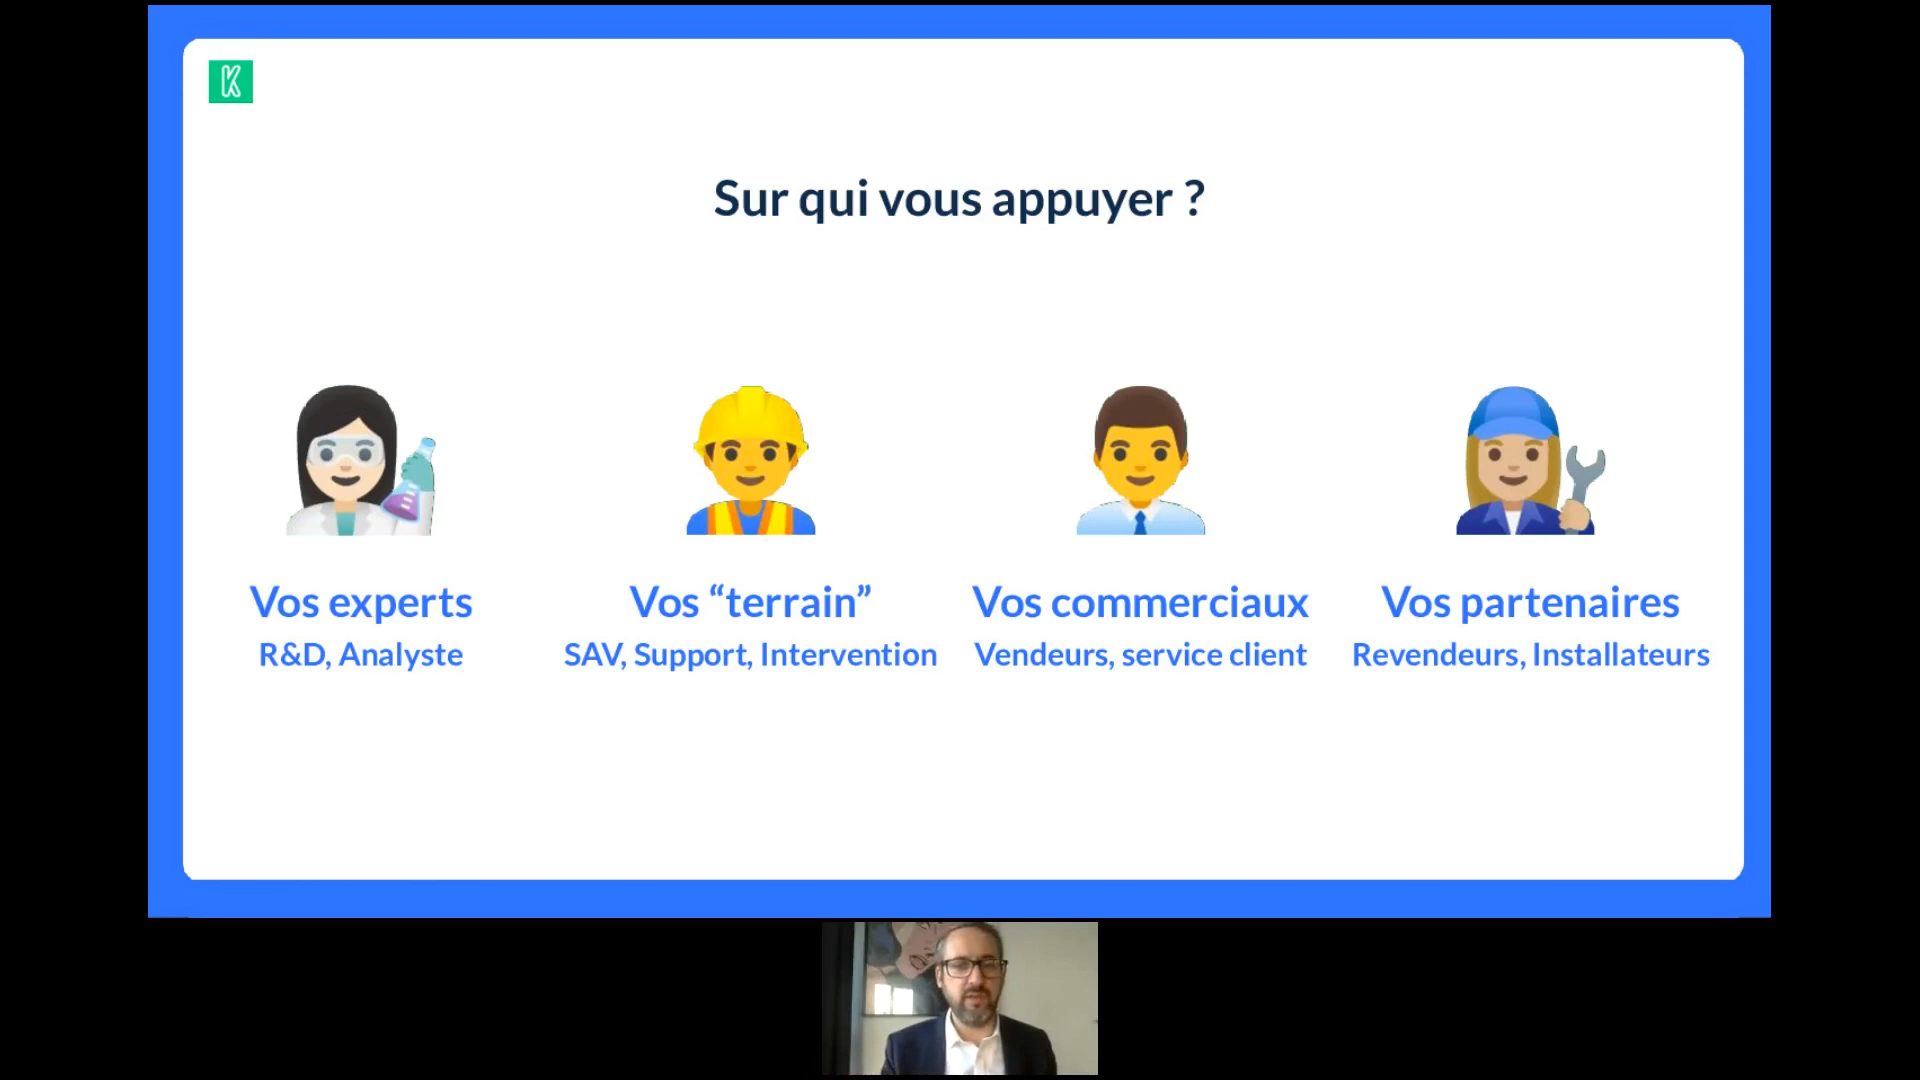 K
Sur qui vous appuyer ?
Vos experts
R&D, Analyste
Vos “terrain”
SAV, Support, Intervention
Vos commerciaux
Vendeurs, service client
Vos partenaires
Revendeurs, Installateurs